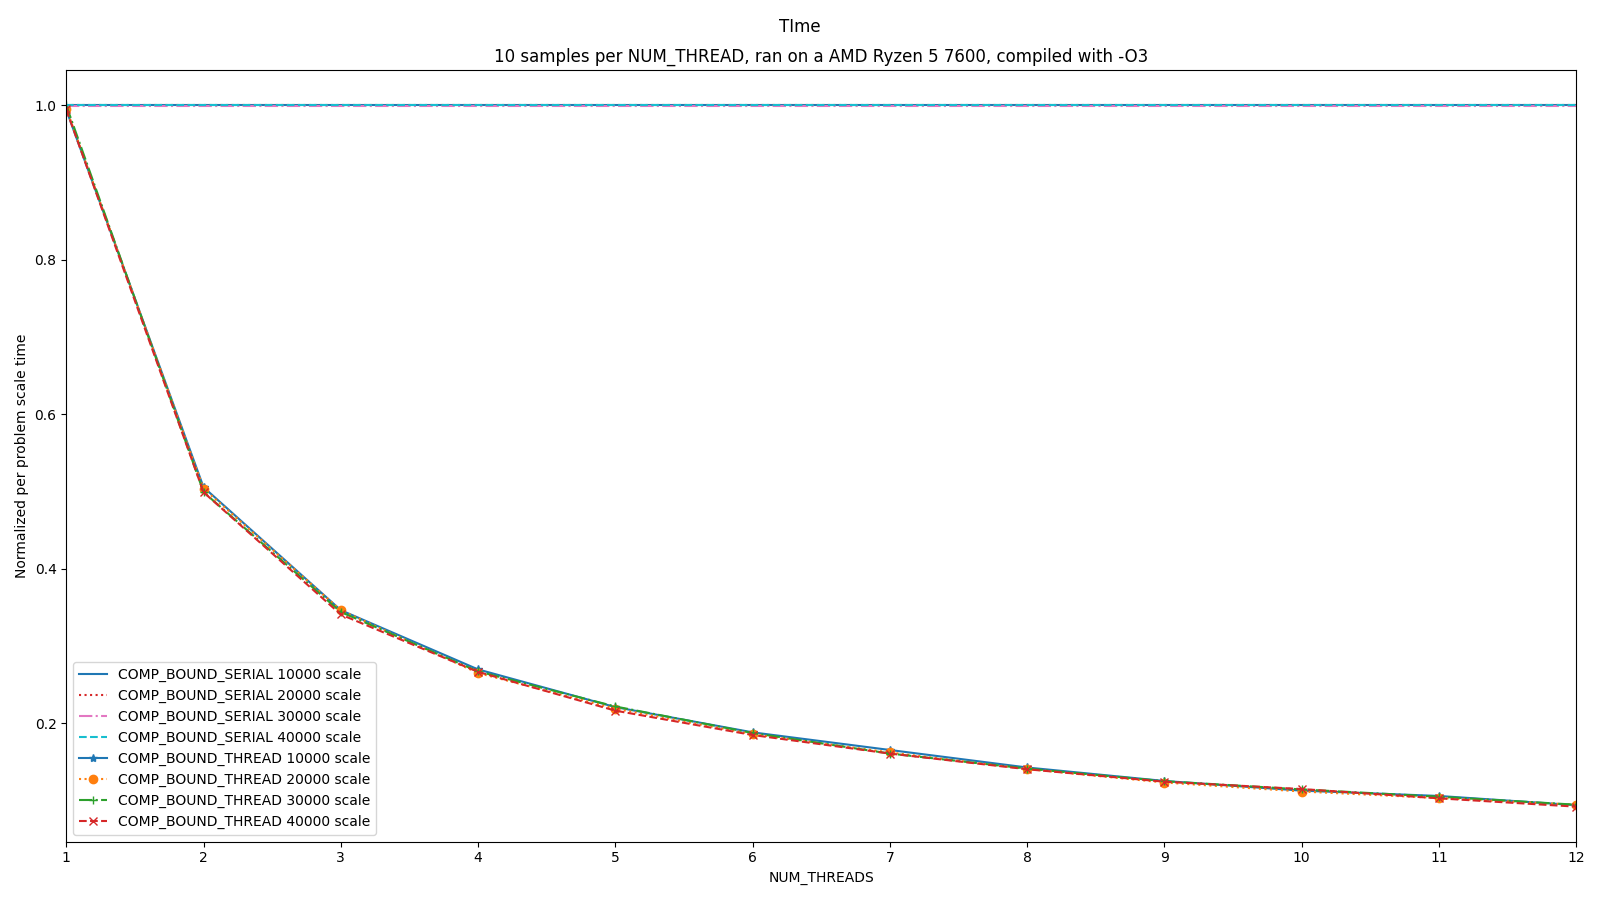 TIme
10 samples per NUM_THREAD, ran on a AMD Ryzen 5 7600, compiled with -O3
Normalized per problem scale time
1.0
0.8
0.6
0.4
0.2
COMP_BOUND_SERIAL 10000 scale
COMP_BOUND_SERIAL 20000 scale
COMP_BOUND_SERIAL 30000 scale
COMP_BOUND_SERIAL 40000 scale
COMP_BOUND_THREAD 10000 scale
COMP_BOUND_THREAD 20000 scale
COMP_BOUND_THREAD 30000 scale
COMP_BOUND_THREAD 40000 scale
1 2 3 4 5 6 7 8 9 10 11 12
NUM_THREADS